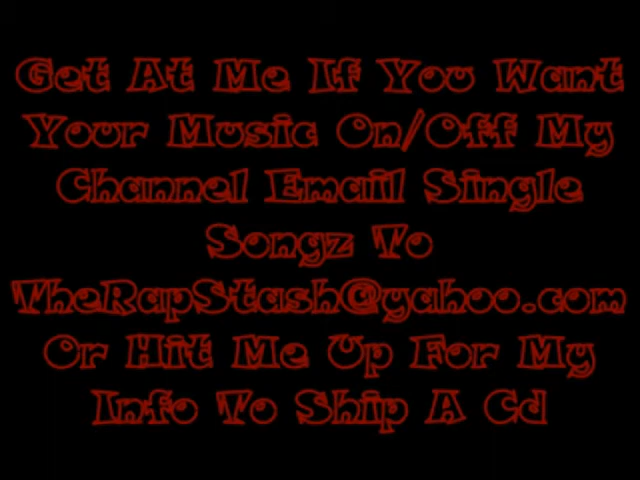 Get At Me If You Want
Your Music On/Off My
Channel Email Single
Songz To
TheRapStash@yahoo.com
Or Hit Me Up For My
Info To Ship A Cd